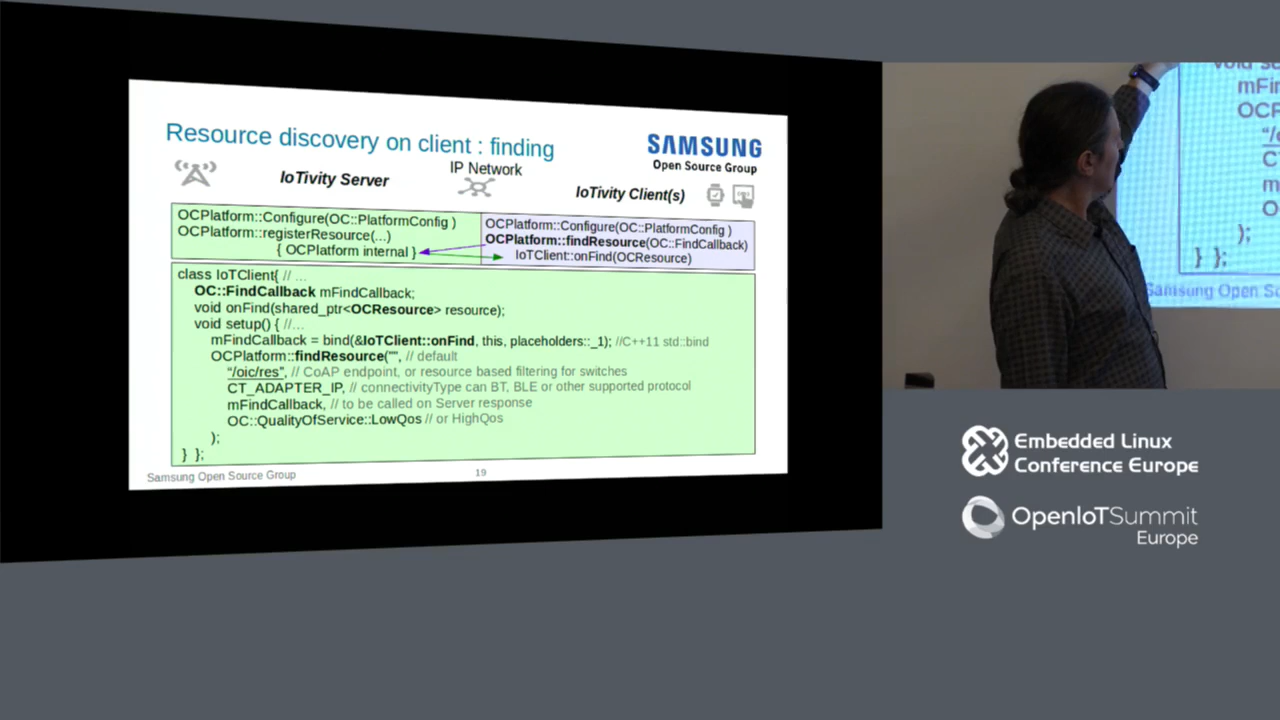 Resource discovery on client : finding
SAMSUNG
Open Source Group
IoTivity Server
IP Network
IoTivity Client(s)
OCPlatform::Configure(OC::PlatformConfig )
OCPlatform::registerResource(...)
{ OCPlatform internal }
OCPlatform::Configure(OC::PlatformConfig )
OCPlatform::findResource(OC::FindCallback)
IoTClient::onFind(OCResource)
class IoTClient{ // ...
OC::FindCallback mFindCallback;
void onFind(shared_ptr<OCResource> resource);
void setup() { //...
mFindCallback = bind(&IoTClient::onFind, this, placeholders::_1); //C++11 std::bind
OCPlatform::findResource("", // default
“/oic/res”, // CoAP endpoint, or resource based filtering for switches
CT_ADAPTER_IP, // connectivityType can BT, BLE or other supported protocol
mFindCallback, // to be called on Server response
OC::QualityOfService::LowQos // or HighQos
);
} };
Samsung Open Source Group
19
mFin
OCP
"/o
C
m
O
);
} };
Samsung Open So
Embedded Linux
Conference Europe
OpenIoTSummit
Europe